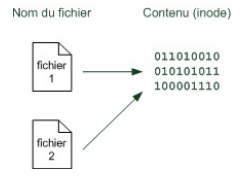 Nom du fichier
Contenu (inode)
fichier
1
011010010
010101011
100001110
fichier
2